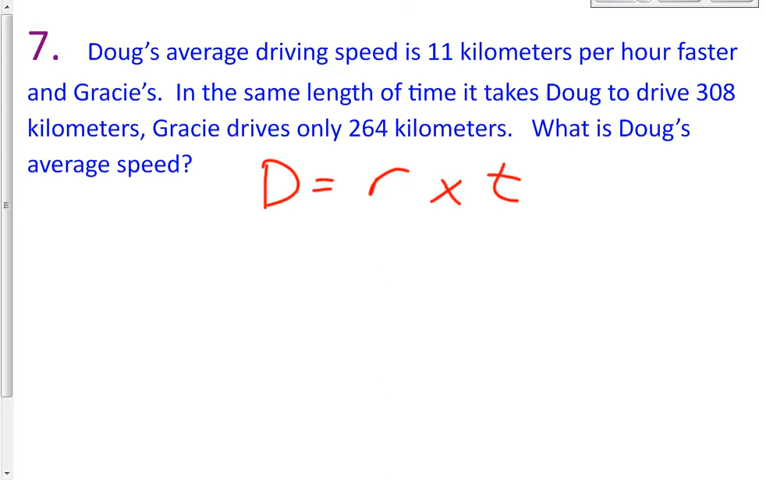 7. Doug's average driving speed is 11 kilometers per hour faster
and Gracie's. In the same length of time it takes Doug to drive 308
kilometers, Gracie drives only 264 kilometers. What is Doug's
average speed?
D = r x t